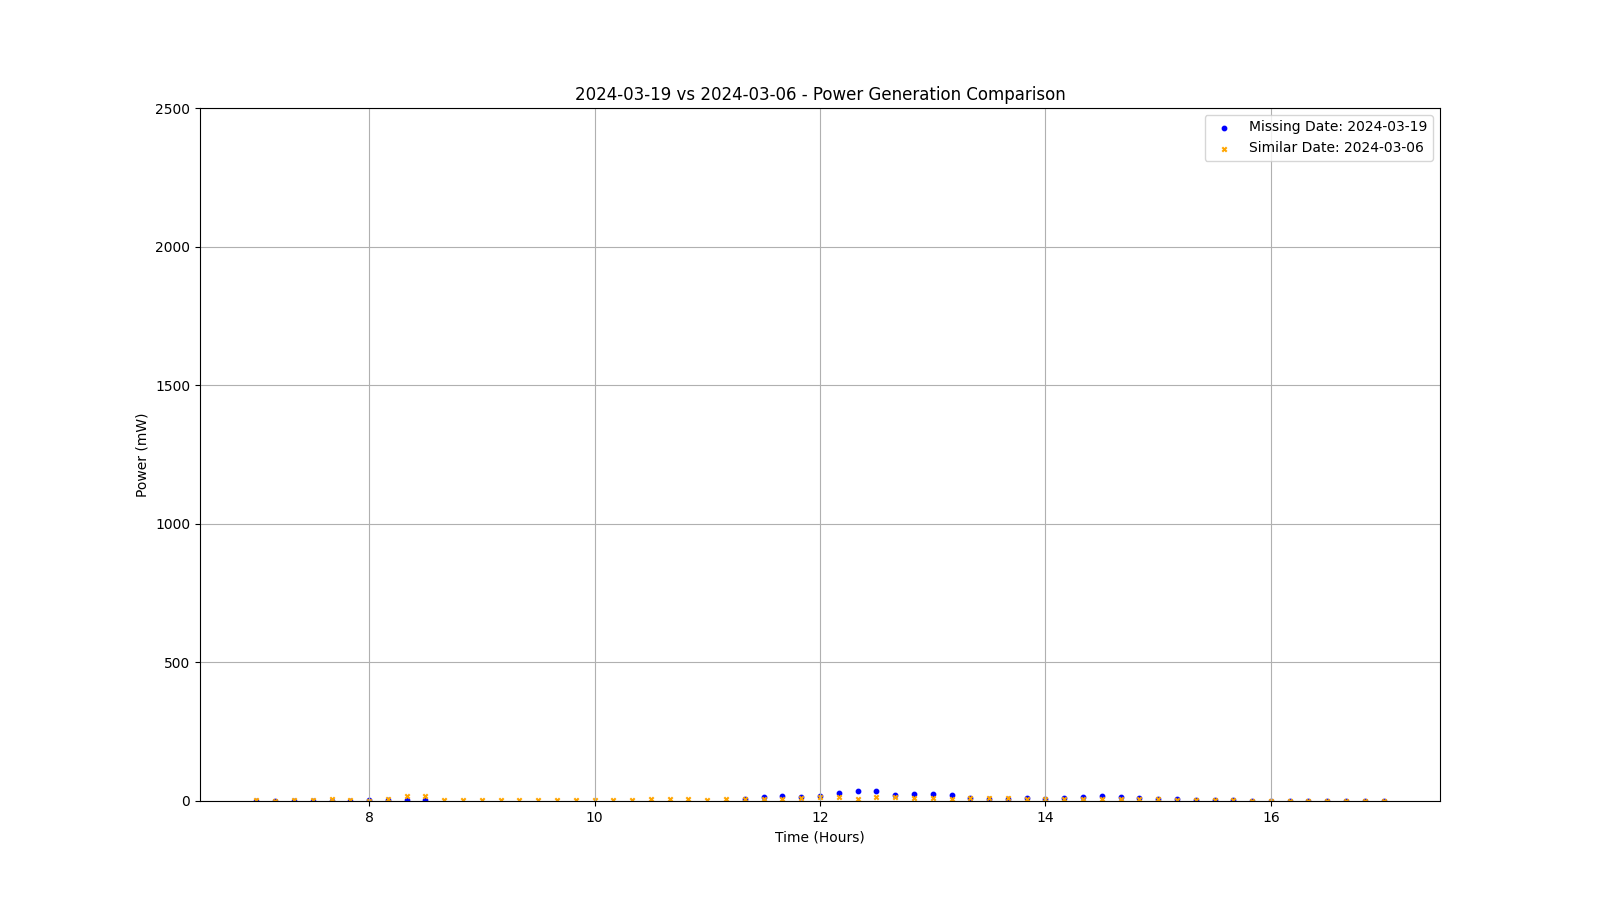 2024-03-19 vs 2024-03-06 - Power Generation Comparison
Missing Date: 2024-03-19
Similar Date: 2024-03-06
2500
2000
1500
1000
500
0
Power (mW)
8 10 12 14 16
Time (Hours)